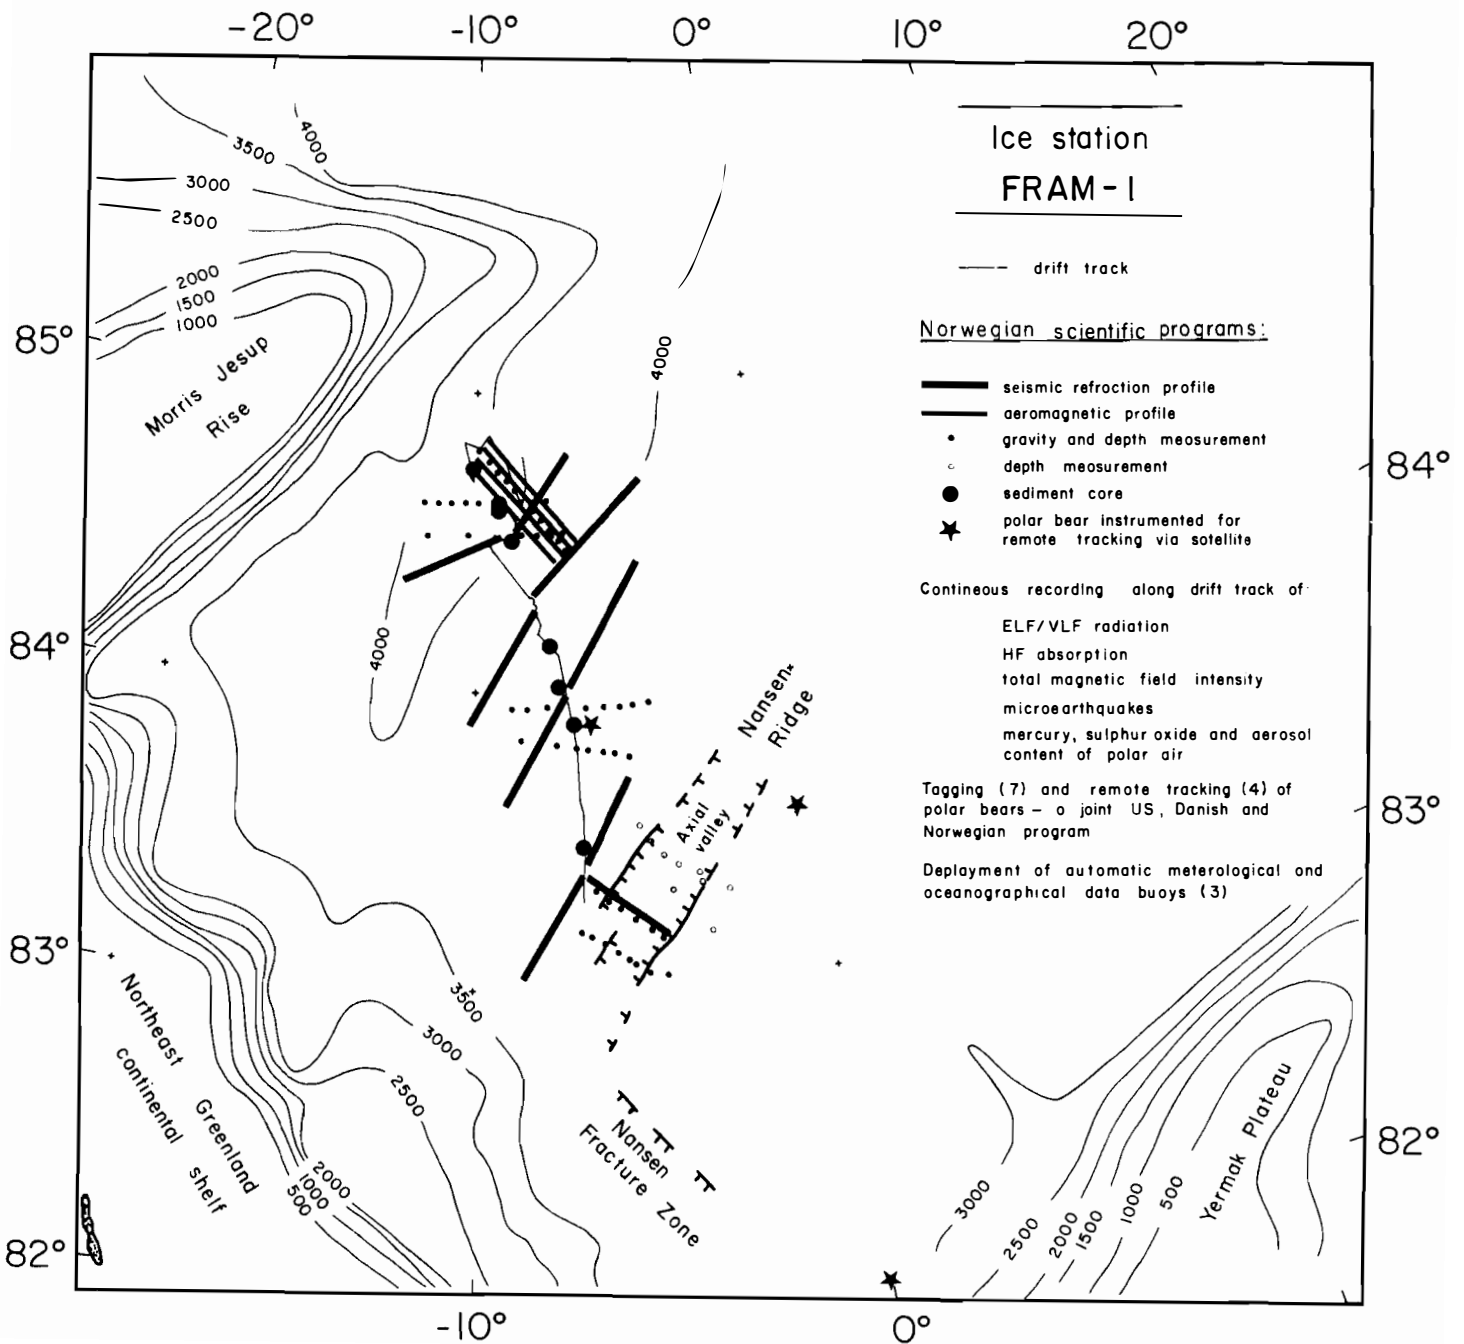 -20° -10° 0° 10° 20°
Ice station
FRAM-I
drift track
Norwegian scientific programs:
seismic refroction profile
aeromagnetic profile
gravity and depth meosurement
depth meosurement
sediment core
polar bear instrumented for
remote tracking via sotellite
Contineous recording along drift track of
ELF/VLF radiation
HF absorption
total magnetic field intensity
microearthquakes
mercury, sulphur oxide and aerosol
content of polar air
Tagging (7) and remote tracking (4) of
polar bears - o joint US, Danish and
Norwegian program
Deployment of automatic meterological ond
oceanographical data buoys (3)
4000
3500
3000
2500
2000
1500
1000
85°
Morris Jesup
Rise
4000
84°
84°
4000
Nansen
Ridge
Axial
valley
83°
83°
3500
3000
2500
Northeast Greenland
continental shelf
2000
1000
500
Nansen
Fracture Zone
82°
82°
3000
2500
2000
1500
1000
500
Yermak Plateau
-10° 0°